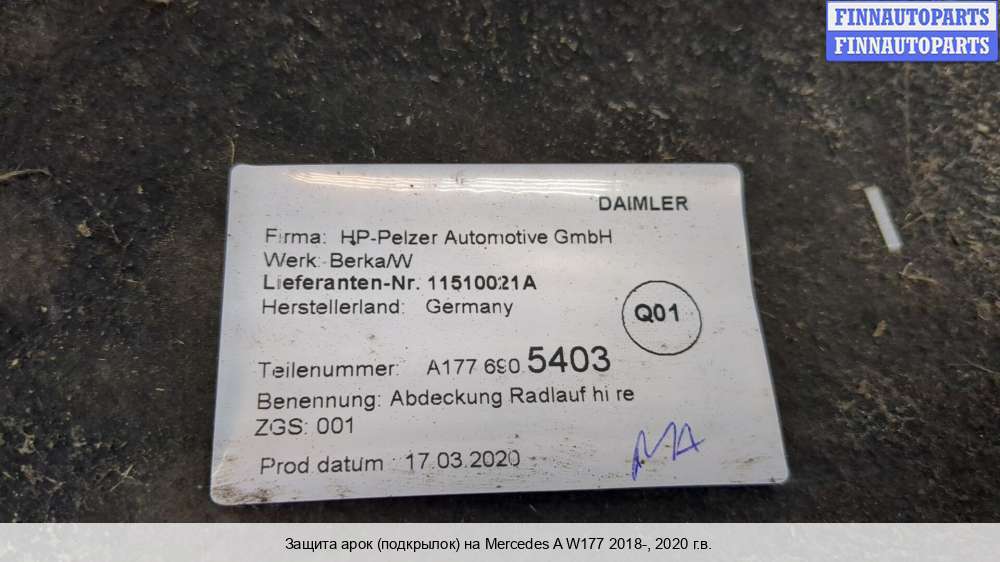 FINNAUTOPARTS
FINNAUTOPARTS
DAIMLER
Firma: HP-Pelzer Automotive GmbH
Werk: Berka/W
Lieferanten-Nr. 11510021A
Herstellerland: Germany
Q01
Teilenummer: A177 690 5403
Benennung: Abdeckung Radlauf hi re
ZGS: 001
Prod.datum : 17.03.2020
Защита арок (подкрылок) на Mercedes A W177 2018-, 2020 г.в.